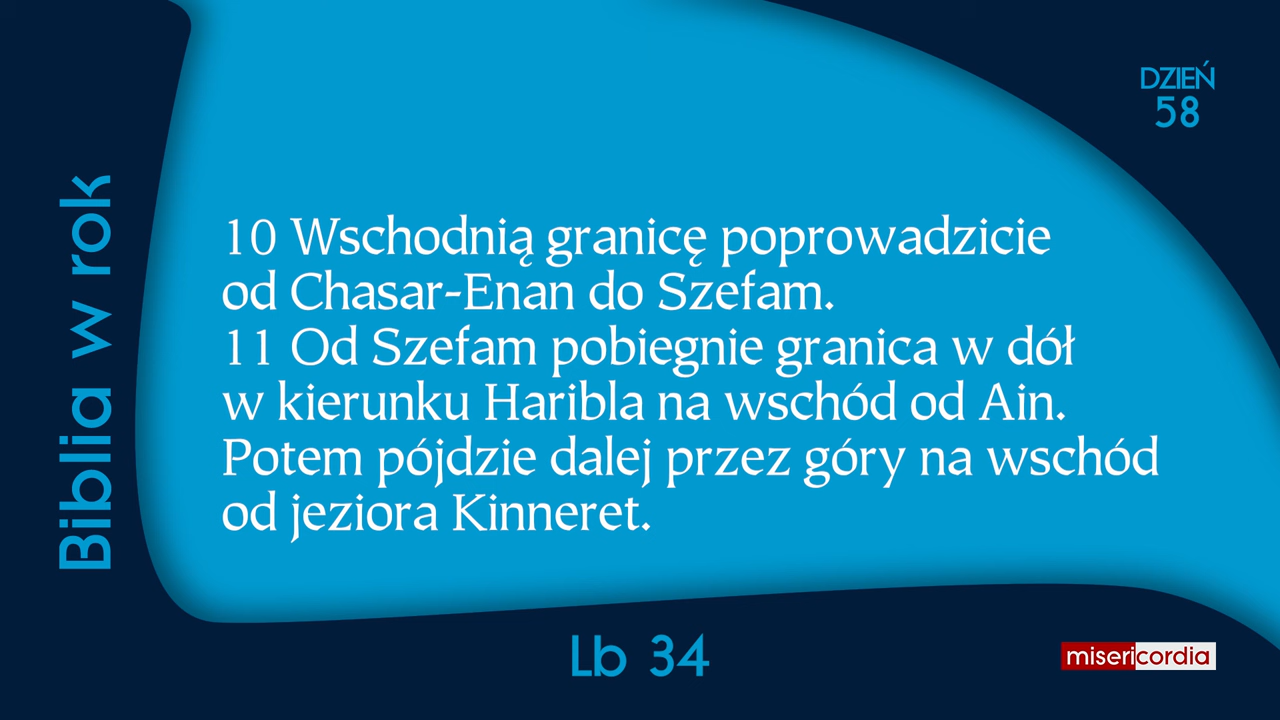 DZIEŃ
58
Biblia w rok
10 Wschodnią granicę poprowadzicie
od Chasar-Enan do Szefam.
11 Od Szefam pobiegnie granica w dół
w kierunku Haribla na wschód od Ain.
Potem pójdzie dalej przez góry na wschód
od jeziora Kinneret.
Lb 34
misericordia